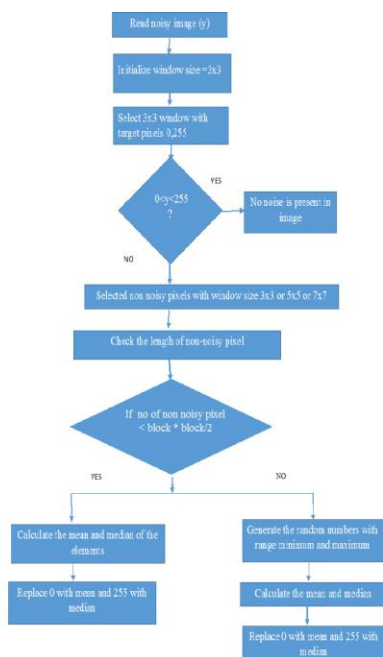 Read noisy image (y)
Initialize window size =3x3
Select 3x3 window with
target pixels 0,255
YES
0<y<255
?
No noise is present in
image
NO
Selected non noisy pixels with window size 3x3 or 5x5 or 7x7
Check the length of non-noisy pixel
If no of non noisy pixel
< block * block/2
YES
NO
Calculate the mean and median of the
elements
Replace 0 with mean and 255 with
median
Generate the random numbers with
range minimum and maximum
Calculate the mean and median
Replace 0 with mean and 255 with
median